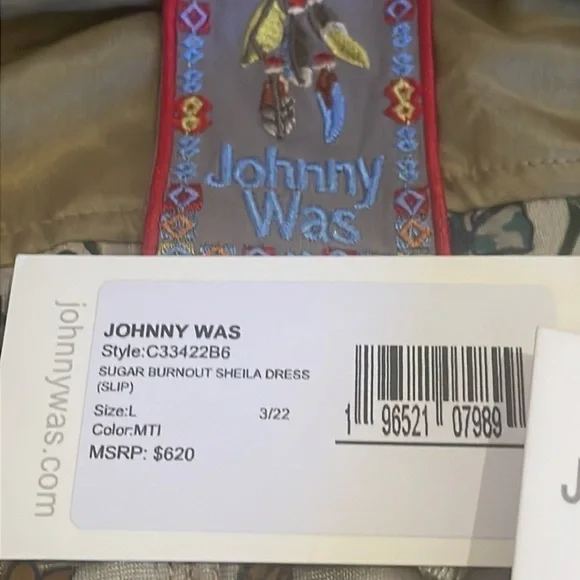 Johnny
Was
johnnywas.com
JOHNNY WAS
Style:C33422B6
SUGAR BURNOUT SHEILA DRESS
(SLIP)
Size:L 3/22
Color:MTI
MSRP: $620
1 96521 07989
J